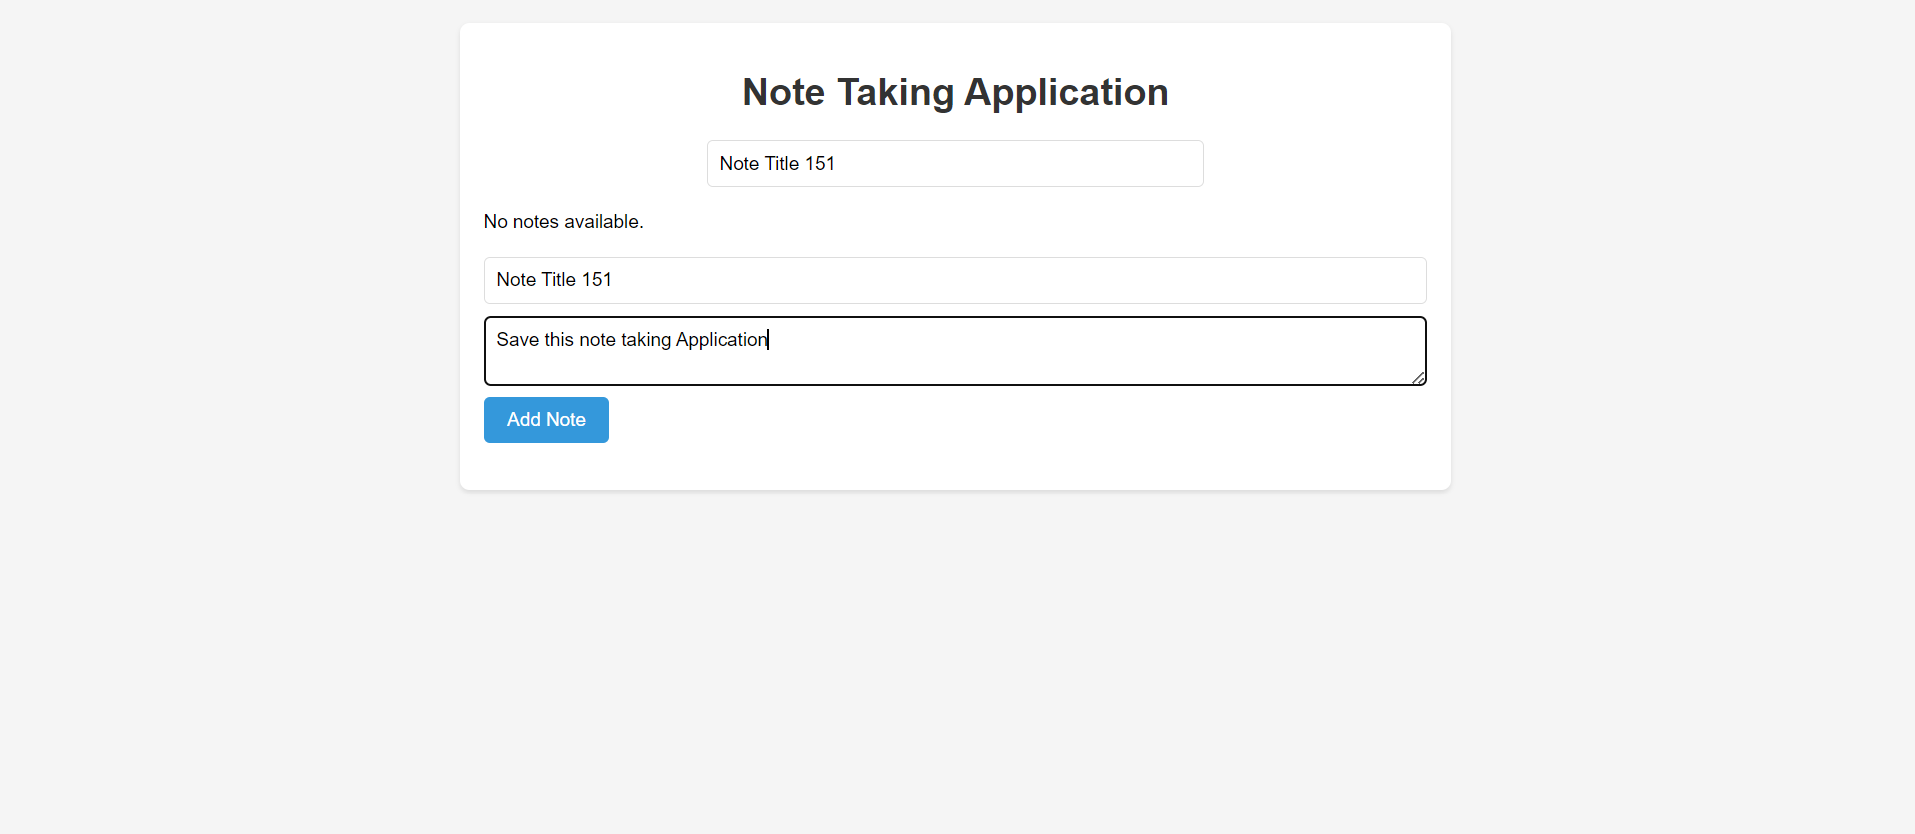 Note Taking Application
Note Title 151
No notes available.
Note Title 151
Save this note taking Application
Add Note